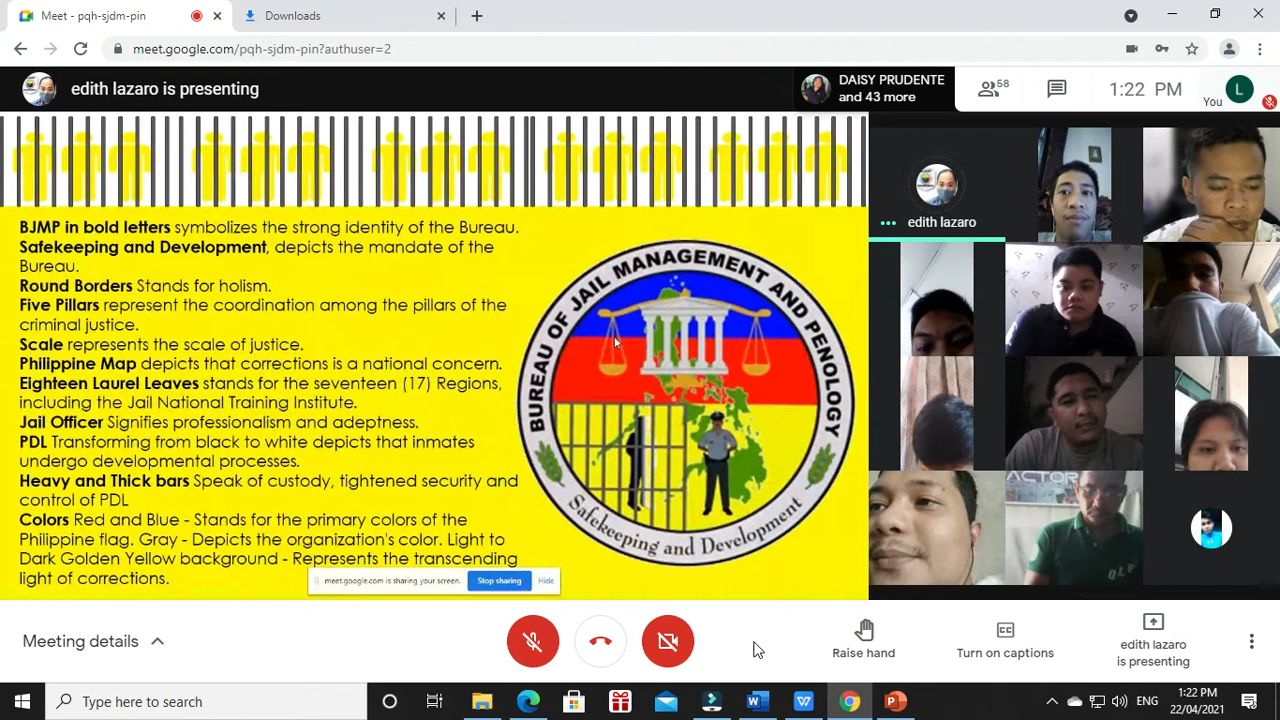 Meet - pqh-sjdm-pin
Downloads
meet.google.com/pqh-sjdm-pin?authuser=2
edith lazaro is presenting
DAISY PRUDENTE
and 43 more
58
1:22 PM
You
L
BJMP in bold letters symbolizes the strong identity of the Bureau.
Safekeeping and Development, depicts the mandate of the
Bureau.
Round Borders Stands for holism.
Five Pillars represent the coordination among the pillars of the
criminal justice.
Scale represents the scale of justice.
Philippine Map depicts that corrections is a national concern.
Eighteen Laurel Leaves stands for the seventeen (17) Regions,
including the Jail National Training Institute.
Jail Officer Signifies professionalism and adeptness.
PDL Transforming from black to white depicts that inmates
undergo developmental processes.
Heavy and Thick bars Speak of custody, tightened security and
control of PDL
Colors Red and Blue - Stands for the primary colors of the
Philippine flag. Gray - Depicts the organization's color. Light to
Dark Golden Yellow background - Represents the transcending
light of corrections.
BUREAU OF JAIL MANAGEMENT AND PENOLOGY
Safekeeping and Development
edith lazaro
ACTOR
meet.google.com is sharing your screen.
Stop sharing
Hide
Meeting details
Raise hand
Turn on captions
edith lazaro
is presenting
Type here to search
ENG
1:22 PM
22/04/2021